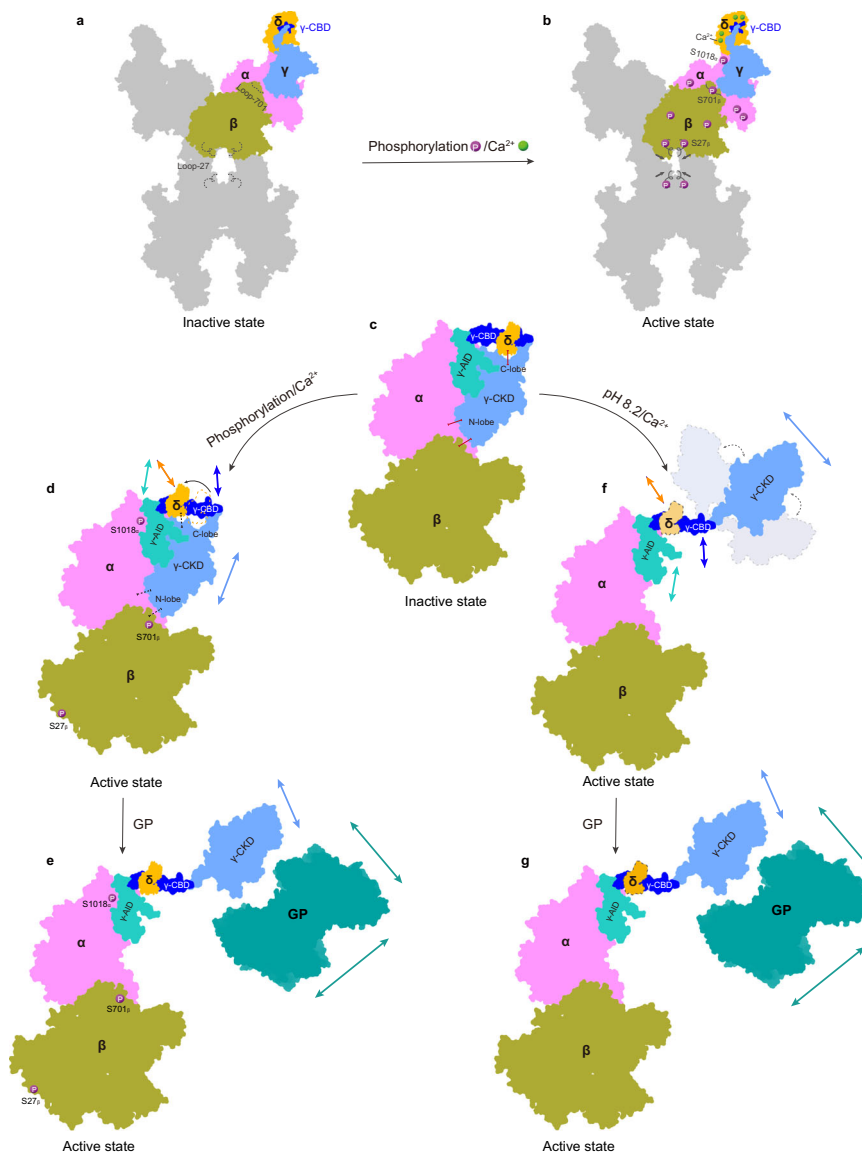 a
δ
γ-CBD
γ
α
Loop-701
β
Loop-27
Inactive state
Phosphorylation P /Ca²⁺
b
δ
γ-CBD
Ca²⁺
S1018α
γ
α
S701β
β
S27β
P
P
P
P
P
P
P
P
P
P
P
Active state
c
γ-CBD
δ
γ-AID
C-lobe
γ-CKD
α
N-lobe
β
Inactive state
Phosphorylation/Ca²⁺
pH 8.2/Ca²⁺
d
δ
γ-CBD
P
S1018α
γ-AID
C-lobe
γ-CKD
α
N-lobe
P
S701β
β
P
S27β
Active state
f
γ-CKD
δ
γ-CBD
γ-AID
α
β
Active state
GP
GP
e
δ
γ-CBD
γ-CKD
P
S1018α
γ-AID
GP
α
P
S701β
β
P
S27β
Active state
g
δ
γ-CBD
γ-CKD
γ-AID
GP
α
β
Active state